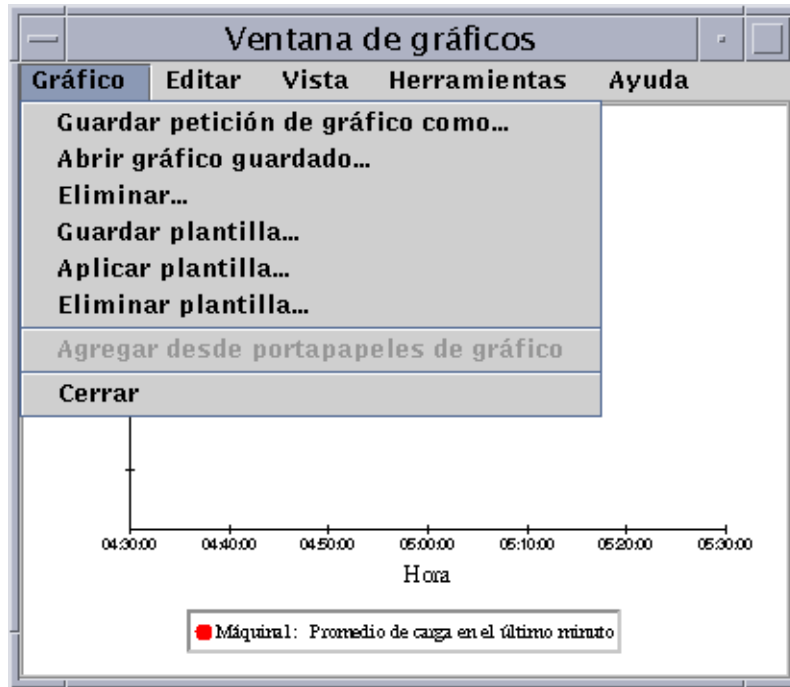 Ventana de gráficos
Gráfico Editar Vista Herramientas Ayuda
Guardar petición de gráfico como...
Abrir gráfico guardado...
Eliminar...
Guardar plantilla...
Aplicar plantilla...
Eliminar plantilla...
Agregar desde portapapeles de gráfico
Cerrar
04:30:00 04:40:00 04:50:00 05:00:00 05:10:00 05:20:00 05:30:00
Hora
Máquina1: Promedio de carga en el último minuto